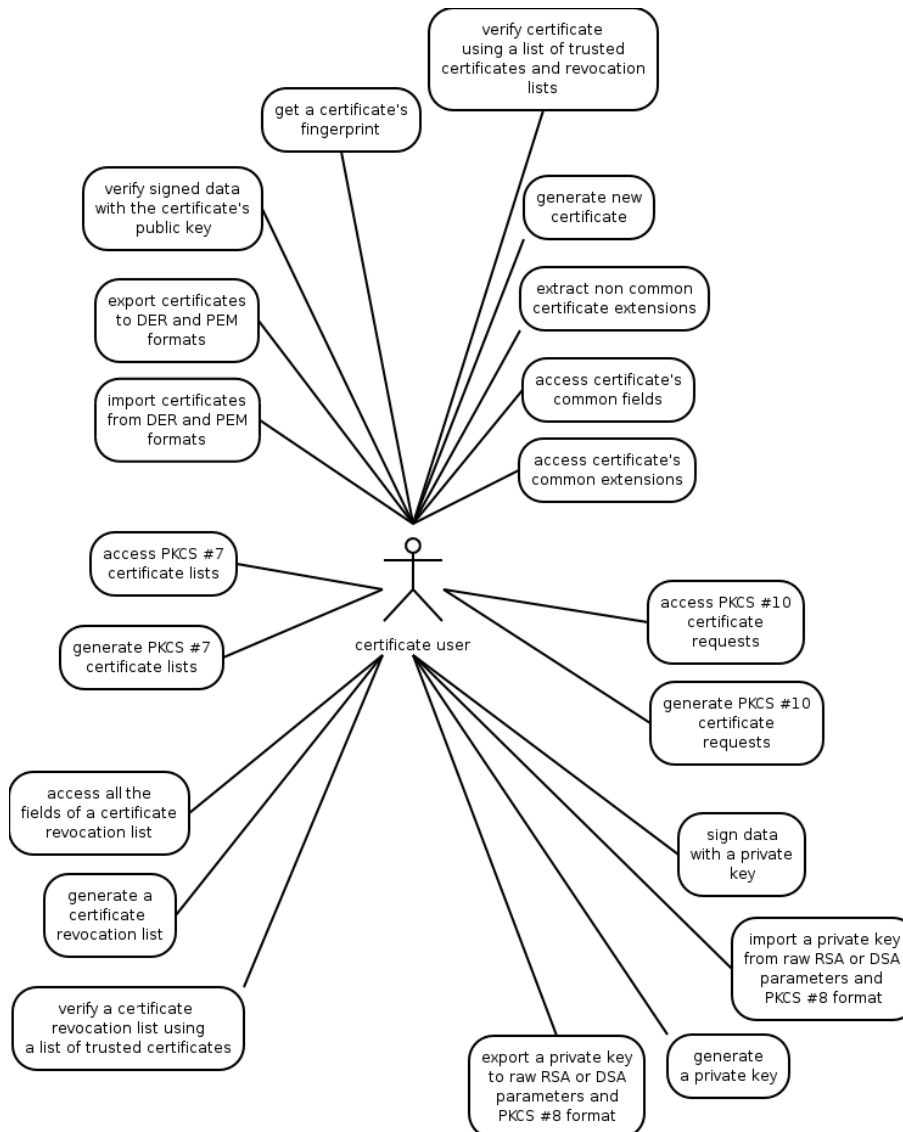 verify certificate
using a list of trusted
certificates and revocation
lists
get a certificate's
fingerprint
verify signed data
with the certificate's
public key
generate new
certificate
export certificates
to DER and PEM
formats
extract non common
certificate extensions
import certificates
from DER and PEM
formats
access certificate's
common fields
access certificate's
common extensions
access PKCS #7
certificate lists
access PKCS #10
certificate
requests
generate PKCS #7
certificate lists
certificate user
generate PKCS #10
certificate
requests
access all the
fields of a certificate
revocation list
sign data
with a private
key
generate a
certificate
revocation list
import a private key
from raw RSA or DSA
parameters and
PKCS #8 format
verify a certificate
revocation list using
a list of trusted certificates
export a private key
to raw RSA or DSA
parameters and
PKCS #8 format
generate
a private key